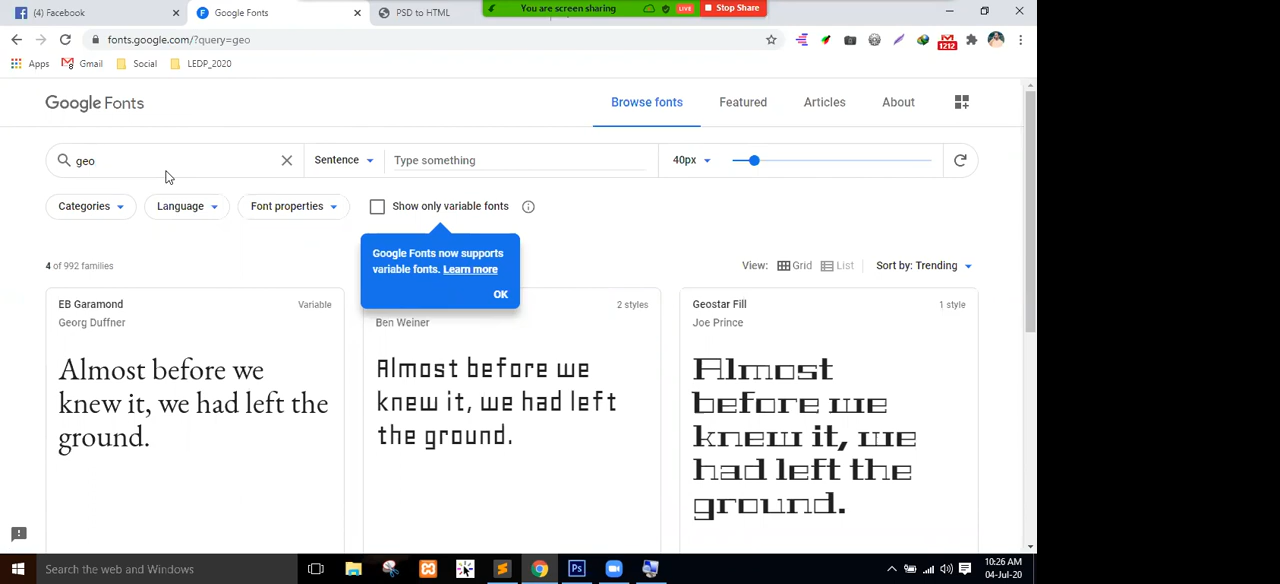 (4) Facebook
Google Fonts
PSD to HTML
You are screen sharing
LIVE
Stop Share
fonts.google.com/?query=geo
1212
Apps
Gmail
Social
LEDP_2020
Google Fonts
Browse fonts
Featured
Articles
About
geo
Sentence
Type something
40px
Categories
Language
Font properties
Show only variable fonts
Google Fonts now supports
variable fonts. Learn more
OK
4 of 992 families
View:
Grid
List
Sort by: Trending
EB Garamond
Variable
Georg Duffner
Almost before we
knew it, we had left the
ground.
2 styles
Ben Weiner
Almost before we
knew it, we had left
the ground.
Geostar Fill
1 style
Joe Prince
Almost
before we
knew it, we
had left the
ground.
Search the web and Windows
10:26 AM
04-Jul-20